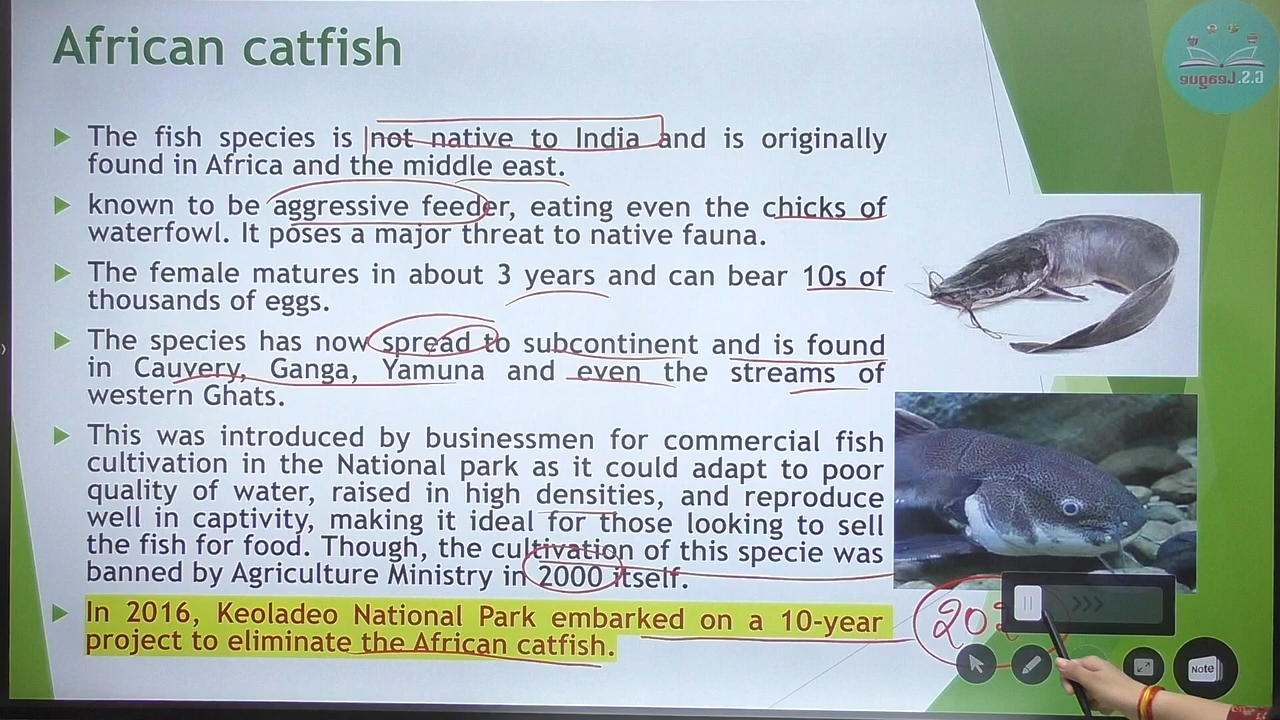 African catfish
The fish species is not native to India and is originally
found in Africa and the middle east.
known to be aggressive feeder, eating even the chicks of
waterfowl. It poses a major threat to native fauna.
The female matures in about 3 years and can bear 10s of
thousands of eggs.
The species has now spread to subcontinent and is found
in Cauvery, Ganga, Yamuna and even the streams of
western Ghats.
This was introduced by businessmen for commercial fish
cultivation in the National park as it could adapt to poor
quality of water, raised in high densities, and reproduce
well in captivity, making it ideal for those looking to sell
the fish for food. Though, the cultivation of this specie was
banned by Agriculture Ministry in 2000 itself.
In 2016, Keoladeo National Park embarked on a 10-year
project to eliminate the African catfish.
G.S.League
Note